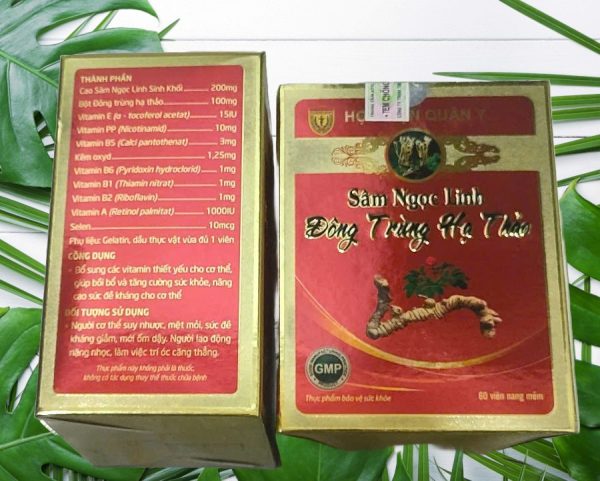 THÀNH PHẦN
Cao Sâm Ngọc Linh Sinh Khối 200mg
Bột Đông trùng hạ thảo 100mg
Vitamin E (α - tocoferol acetat) 15IU
Vitamin PP (Nicotinamid) 10mg
Vitamin B5 (Calci pantothenat) 3mg
Kẽm oxyd 1,25mg
Vitamin B6 (Pyridoxin hydroclorid) 1mg
Vitamin B1 (Thiamin nitrat) 1mg
Vitamin B2 (Riboflavin) 1mg
Vitamin A (Retinol palmitat) 1000IU
Selen 10mcg
Phụ liệu: Gelatin, dầu thực vật vừa đủ 1 viên
CÔNG DỤNG
- Bổ sung các vitamin thiết yếu cho cơ thể,
giúp bồi bổ và tăng cường sức khỏe, nâng
cao sức đề kháng cho cơ thể
ĐỐI TƯỢNG SỬ DỤNG
- Người cơ thể suy nhược, mệt mỏi, sức đề
kháng giảm, mới ốm dậy. Người lao động
nặng nhọc, làm việc trí óc căng thẳng.
Thực phẩm này không phải là thuốc,
không có tác dụng thay thế thuốc chữa bệnh
QUÂN Y
Sâm Ngọc Linh
Đông Trùng Hạ Thảo
GMP
Thực phẩm bảo vệ sức khỏe
60 viên nang mềm